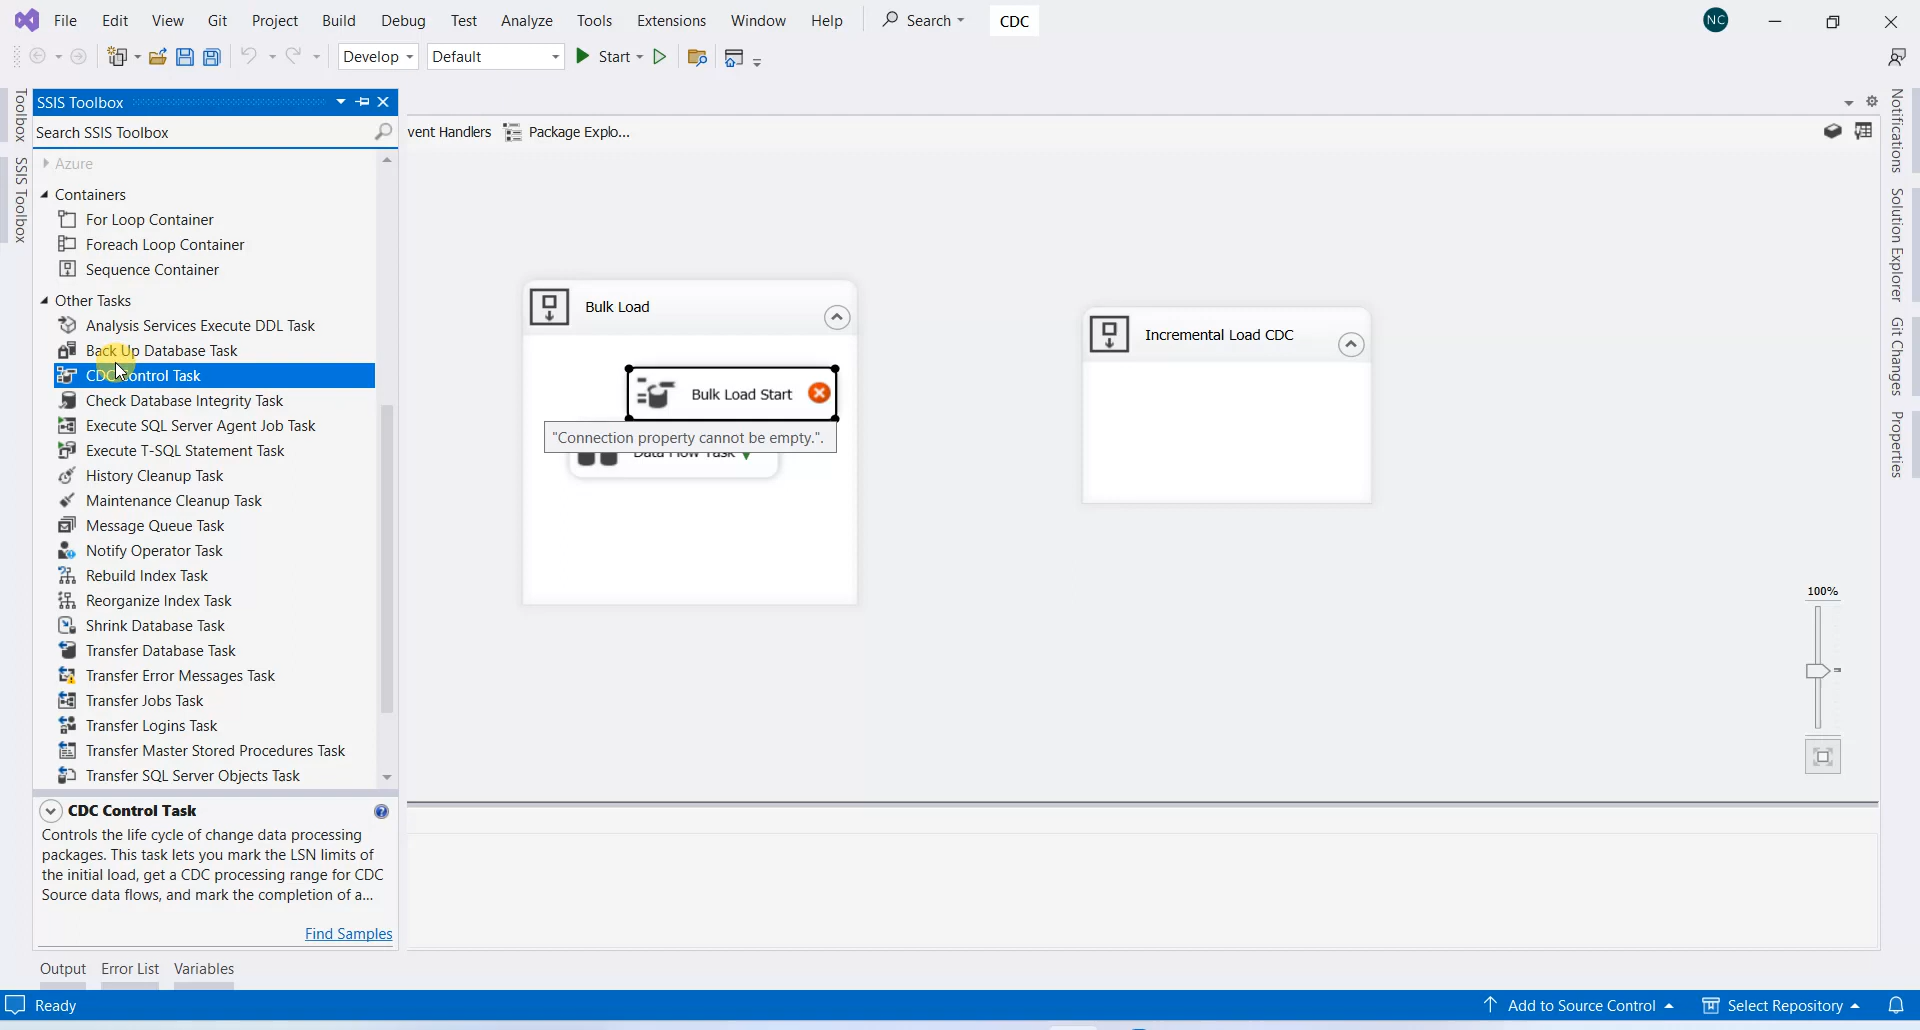 File Edit View Git Project Build Debug Test Analyze Tools Extensions Window Help Search CDC NC
Develop Default Start
SSIS Toolbox
Search SSIS Toolbox
Toolbox
SSIS Toolbox
vent Handlers Package Explo...
Azure
Containers
For Loop Container
Foreach Loop Container
Sequence Container
Other Tasks
Analysis Services Execute DDL Task
Back Up Database Task
CDC Control Task
Check Database Integrity Task
Execute SQL Server Agent Job Task
Execute T-SQL Statement Task
History Cleanup Task
Maintenance Cleanup Task
Message Queue Task
Notify Operator Task
Rebuild Index Task
Reorganize Index Task
Shrink Database Task
Transfer Database Task
Transfer Error Messages Task
Transfer Jobs Task
Transfer Logins Task
Transfer Master Stored Procedures Task
Transfer SQL Server Objects Task
CDC Control Task
Controls the life cycle of change data processing
packages. This task lets you mark the LSN limits of
the initial load, get a CDC processing range for CDC
Source data flows, and mark the completion of a...
Find Samples
Bulk Load
Bulk Load Start
"Connection property cannot be empty.".
Data Flow Task
Incremental Load CDC
100%
Notifications
Solution Explorer
Git Changes
Properties
Output Error List Variables
Ready
Add to Source Control Select Repository